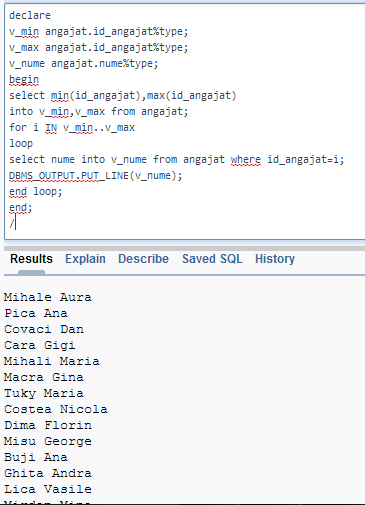 declare
v_min angajat.id_angajat%type;
v_max angajat.id_angajat%type;
v_nume angajat.nume%type;
begin
select min(id_angajat),max(id_angajat)
into v_min,v_max from angajat;
for i IN v_min..v_max
loop
select nume into v_nume from angajat where id_angajat=i;
DBMS_OUTPUT.PUT_LINE(v_nume);
end loop;
end;
/
Results Explain Describe Saved SQL History
Mihale Aura
Pica Ana
Covaci Dan
Cara Gigi
Mihali Maria
Macra Gina
Tuky Maria
Costea Nicola
Dima Florin
Misu George
Buji Ana
Ghita Andra
Lica Vasile